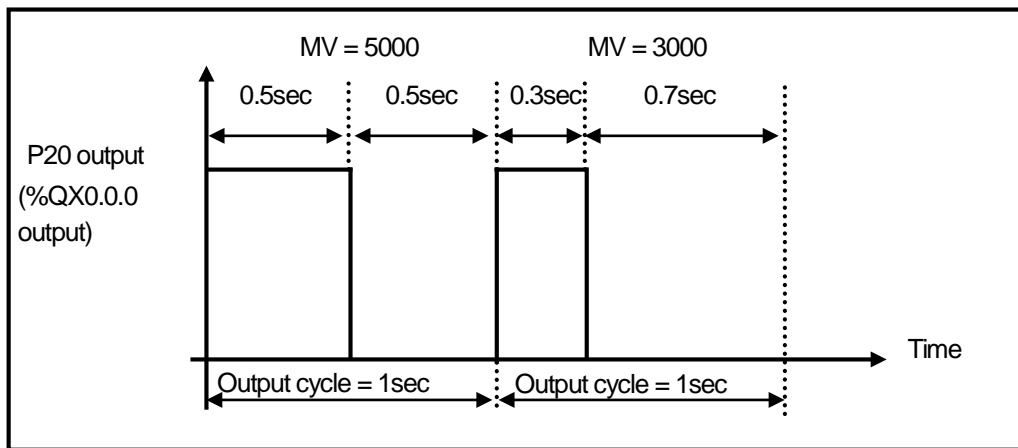 MV = 5000 MV = 3000
0.5sec 0.5sec 0.3sec 0.7sec
P20 output
(%QX0.0.0
output)
Time
Output cycle = 1sec Output cycle = 1sec